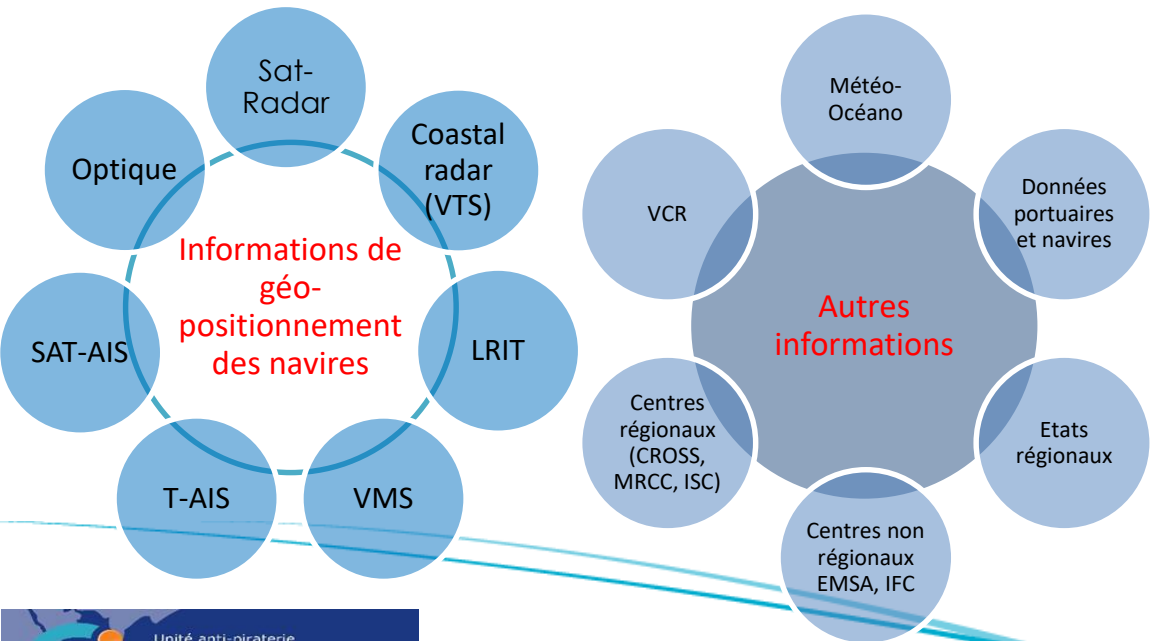 Sat-
Radar
Coastal
radar
(VTS)
LRIT
VMS
T-AIS
SAT-AIS
Optique
Informations de
géo-
positionnement
des navires
Météo-
Océano
Données
portuaires
et navires
Etats
régionaux
Centres non
régionaux
EMSA, IFC
Centres
régionaux
(CROSS,
MRCC, ISC)
VCR
Autres
informations
Unité anti-piraterie